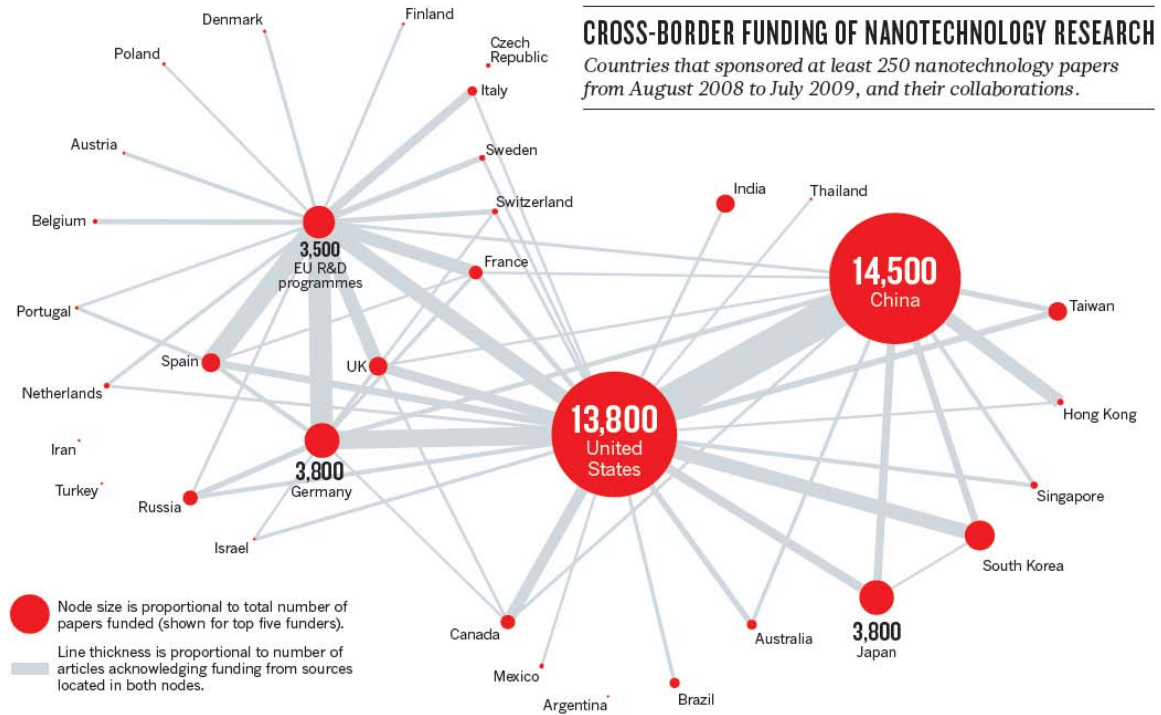 CROSS-BORDER FUNDING OF NANOTECHNOLOGY RESEARCH
Countries that sponsored at least 250 nanotechnology papers
from August 2008 to July 2009, and their collaborations.
Finland
Denmark
Czech
Republic
Poland
Italy
Austria
Sweden
Switzerland
India
Thailand
Belgium
3,500
EU R&D
programmes
France
14,500
China
Portugal
Taiwan
Spain
UK
Netherlands
13,800
United
States
Hong Kong
Iran
3,800
Germany
Turkey
Russia
Singapore
Israel
South Korea
Node size is proportional to total number of
papers funded (shown for top five funders).
Canada
Australia
3,800
Japan
Line thickness is proportional to number of
articles acknowledging funding from sources
located in both nodes.
Mexico
Argentina
Brazil